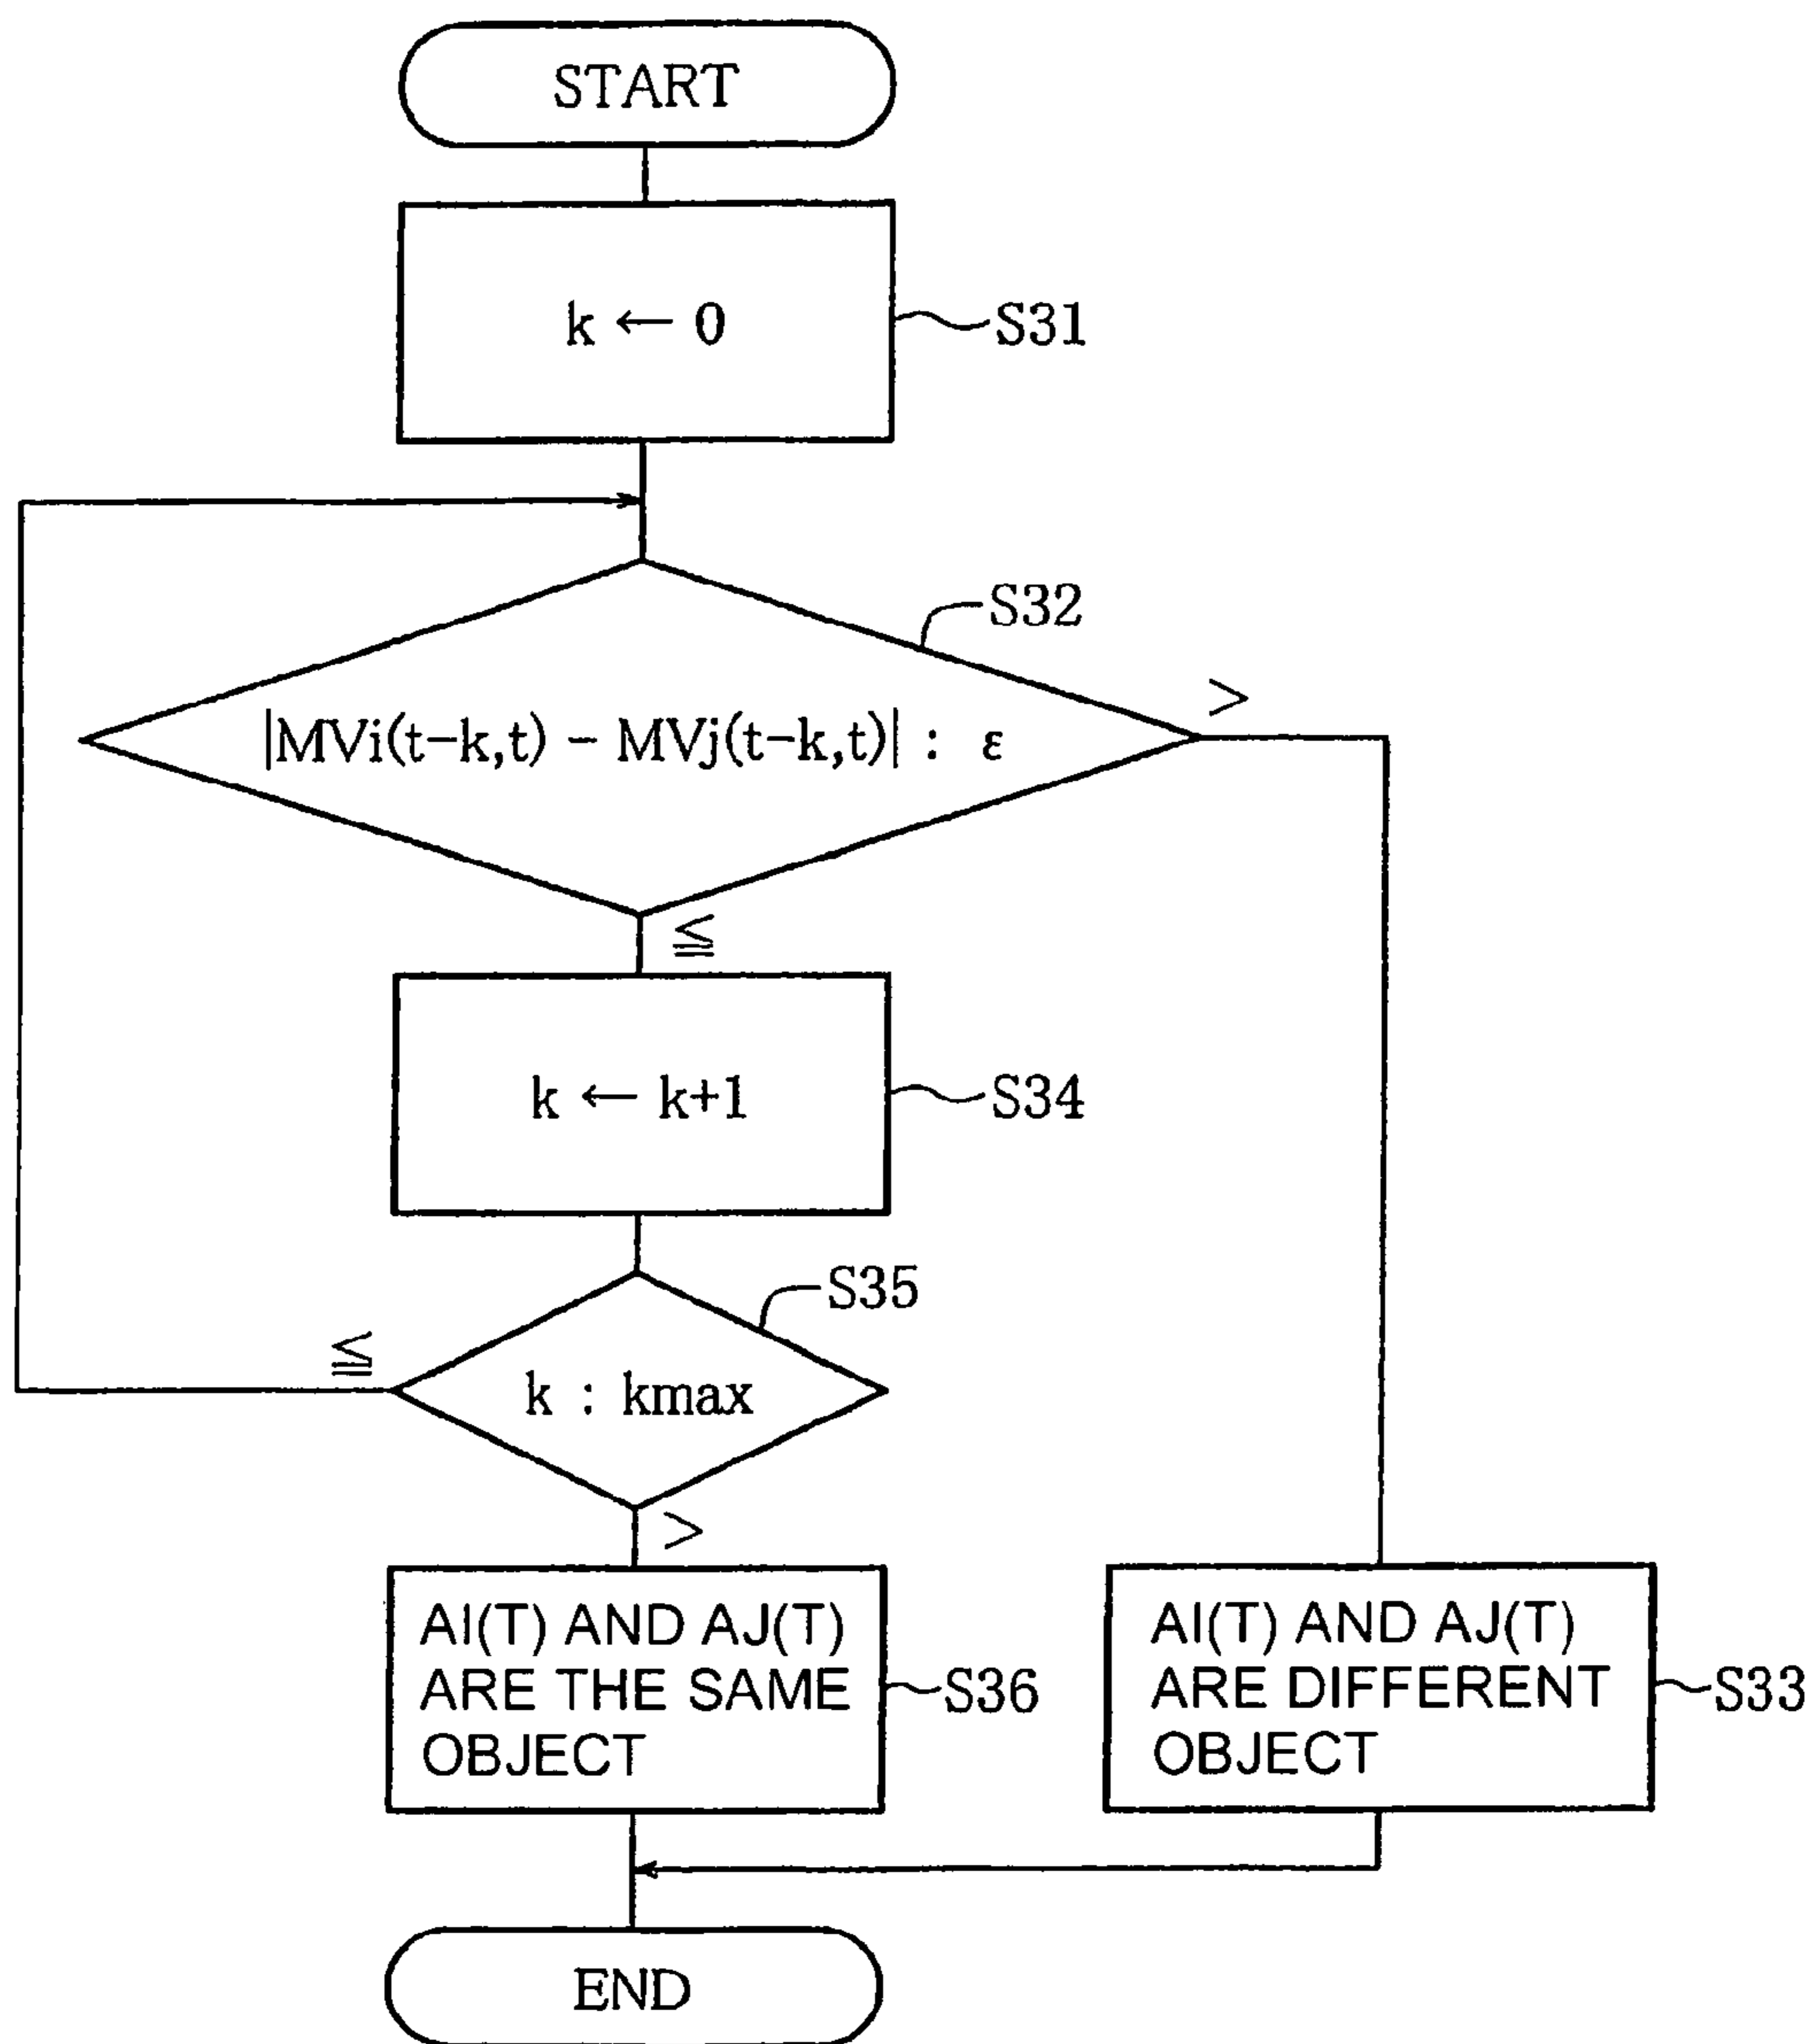 START
k ← 0
S31
S32
>
|MVi(t-k,t) - MVj(t-k,t)| : ε
≦
k ← k+1
S34
S35
≦
k : kmax
>
AI(T) AND AJ(T)
ARE THE SAME
OBJECT
S36
AI(T) AND AJ(T)
ARE DIFFERENT
OBJECT
S33
END